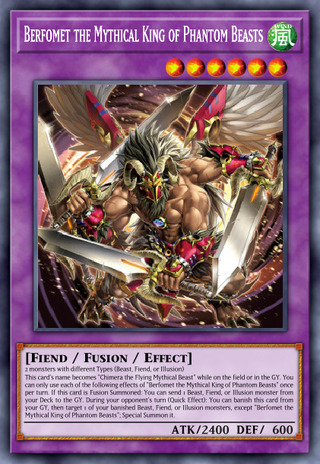 Berfomet the Mythical King of Phantom Beasts
WIND
風
[Fiend / Fusion / Effect]
2 monsters with different Types (Beast, Fiend, or Illusion)
This card's name becomes "Chimera the Flying Mythical Beast" while on the field or in the GY. You
can only use each of the following effects of "Berfomet the Mythical King of Phantom Beasts" once
per turn. If this card is Fusion Summoned: You can send 1 Beast, Fiend, or Illusion monster from
your Deck to the GY. During your opponent's turn (Quick Effect): You can banish this card from
your GY, then target 1 of your banished Beast, Fiend, or Illusion monsters, except "Berfomet the
Mythical King of Phantom Beasts"; Special Summon it.
ATK/2400 DEF/ 600